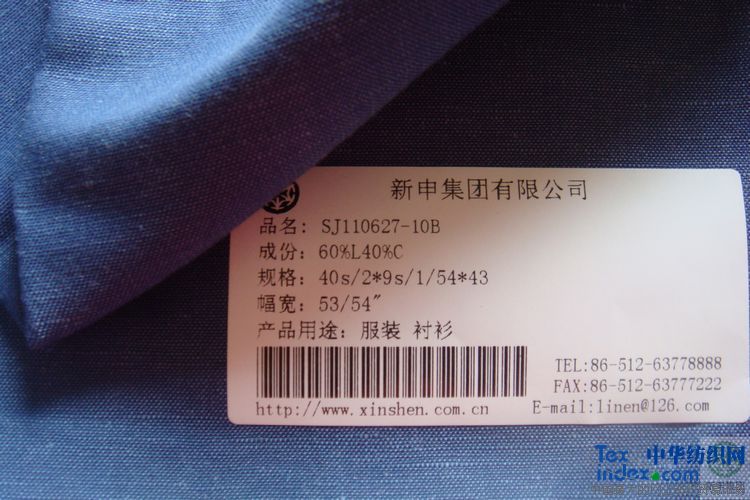 新申集团有限公司
品名: SJ110627-10B
成份: 60%L40%C
规格: 40s/2*9s/1/54*43
幅宽: 53/54"
产品用途: 服装 衬衫
TEL:86-512-63778888
FAX:86-512-63777222
http://www.xinshen.com.cn
E-mail:linen@126.com
Tex 中华纺织网
index.com